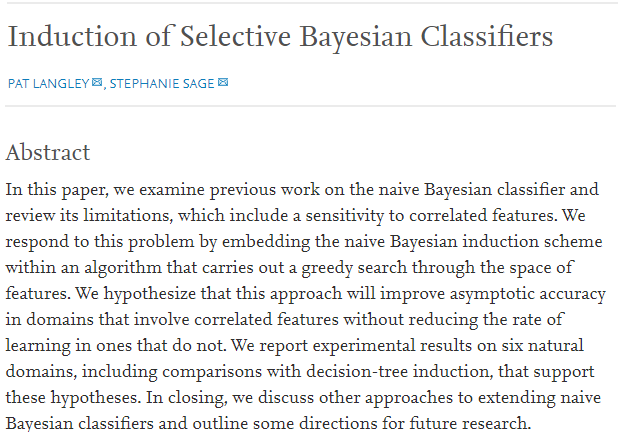 Induction of Selective Bayesian Classifiers
PAT LANGLEY, STEPHANIE SAGE
Abstract
In this paper, we examine previous work on the naive Bayesian classifier and
review its limitations, which include a sensitivity to correlated features. We
respond to this problem by embedding the naive Bayesian induction scheme
within an algorithm that carries out a greedy search through the space of
features. We hypothesize that this approach will improve asymptotic accuracy
in domains that involve correlated features without reducing the rate of
learning in ones that do not. We report experimental results on six natural
domains, including comparisons with decision-tree induction, that support
these hypotheses. In closing, we discuss other approaches to extending naive
Bayesian classifiers and outline some directions for future research.